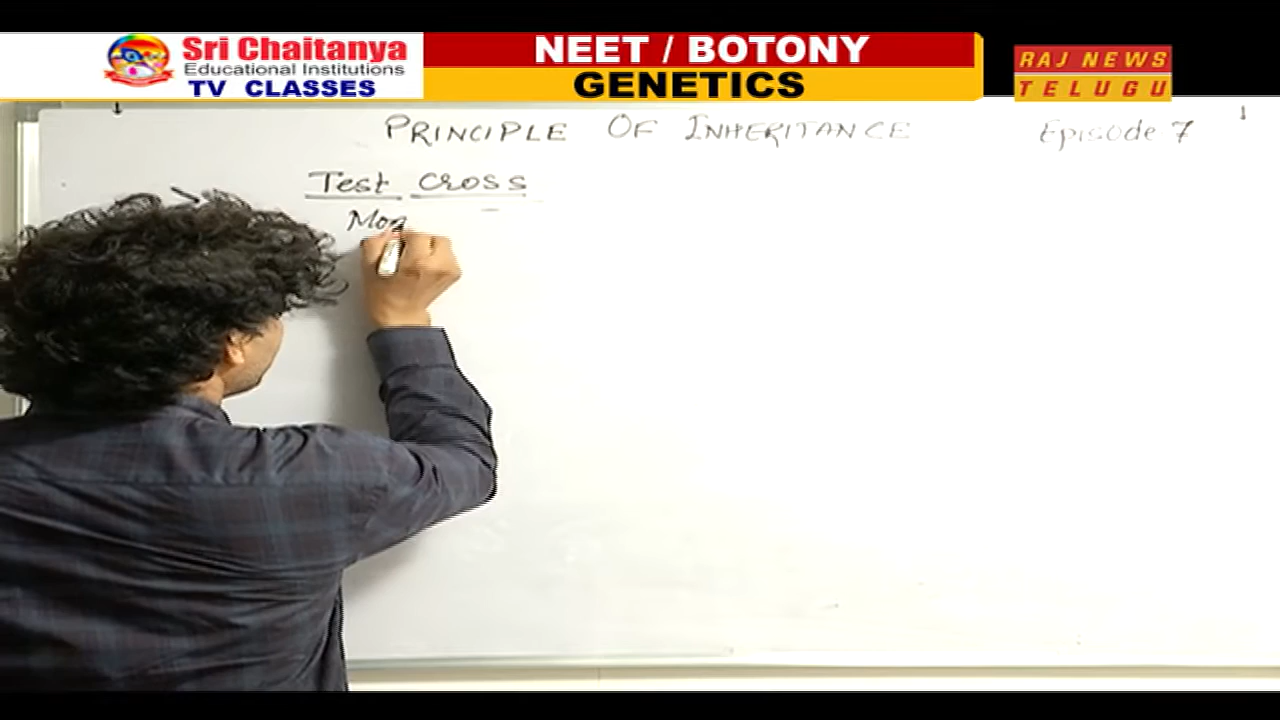 Sri Chaitanya
Educational Institutions
TV CLASSES
NEET / BOTONY
GENETICS
RAJ NEWS
TELUGU
PRINCIPLE OF INHERITANCE
Episode 7
Test Cross
Mon